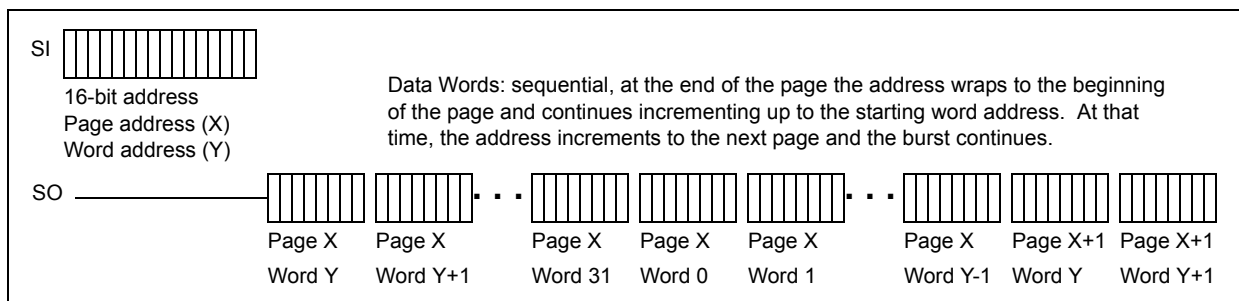 SI
16-bit address
Page address (X)
Word address (Y)
Data Words: sequential, at the end of the page the address wraps to the beginning
of the page and continues incrementing up to the starting word address. At that
time, the address increments to the next page and the burst continues.
SO
Page X Page X Page X Page X Page X Page X Page X+1 Page X+1
Word Y Word Y+1 Word 31 Word 0 Word 1 Word Y-1 Word Y Word Y+1